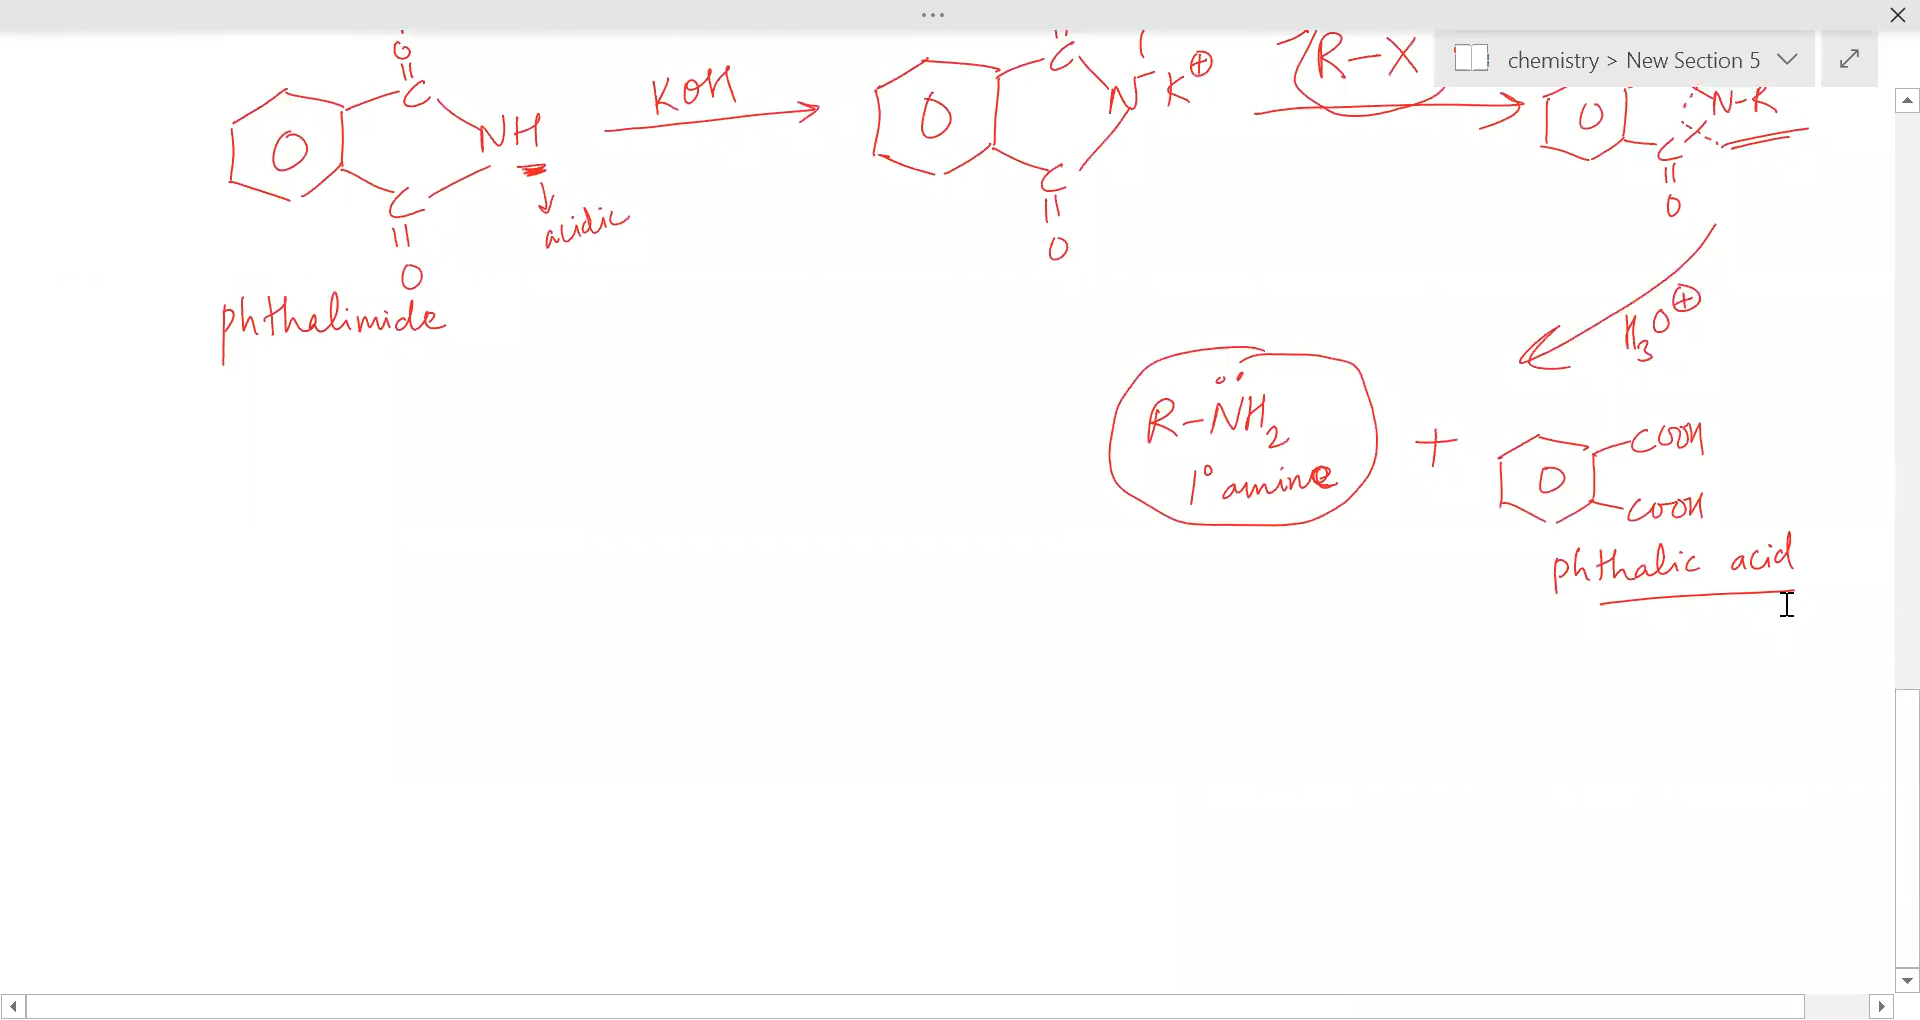 chemistry > New Section 5
O
C
NH
acidic
C
O
phthalimide
KOH
C
N⁻ K⊕
C
O
R-X
N-R
C
O
H₃O⊕
R-NH₂
1° amine
+
COOH
COOH
phthalic acid